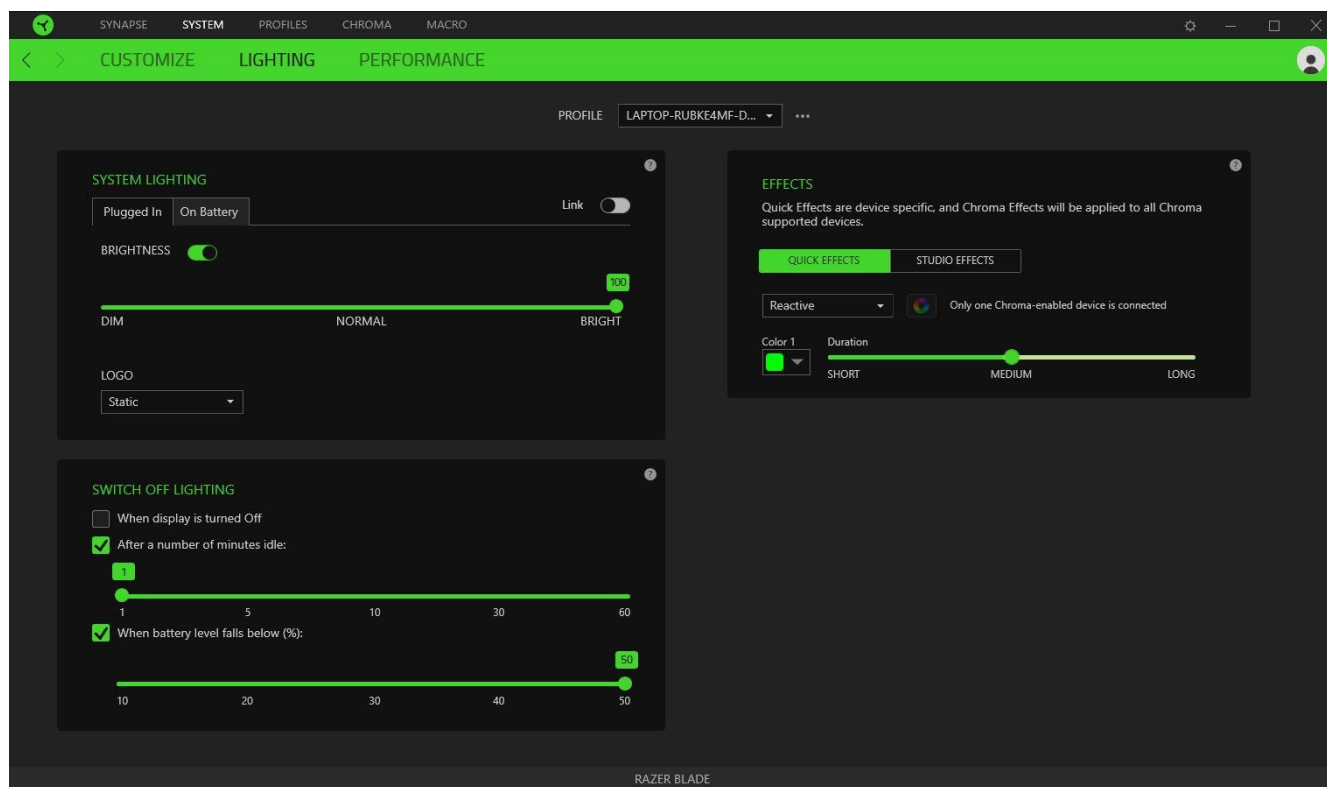 SYNAPSE SYSTEM PROFILES CHROMA MACRO
CUSTOMIZE LIGHTING PERFORMANCE
PROFILE LAPTOP-RUBKE4MF-D... ...
SYSTEM LIGHTING
Plugged In On Battery Link
BRIGHTNESS
100
DIM NORMAL BRIGHT
LOGO
Static
EFFECTS
Quick Effects are device specific, and Chroma Effects will be applied to all Chroma
supported devices.
QUICK EFFECTS STUDIO EFFECTS
Reactive Only one Chroma-enabled device is connected
Color 1 Duration
SHORT MEDIUM LONG
SWITCH OFF LIGHTING
When display is turned Off
After a number of minutes idle:
1
1 5 10 30 60
When battery level falls below (%):
50
10 20 30 40 50
RAZER BLADE